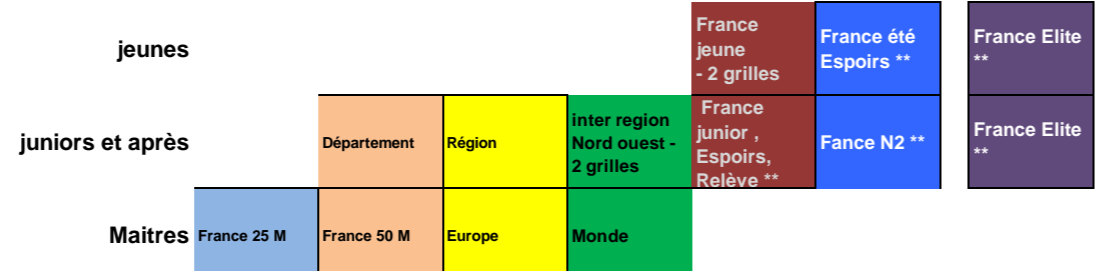 jeunes
France
jeune
- 2 grilles
France été
Espoirs **
France Elite
**
juniors et après
Département
Région
inter region
Nord ouest -
2 grilles
France
junior ,
Espoirs,
Relève **
Fance N2 **
France Elite
**
Maitres
France 25 M
France 50 M
Europe
Monde